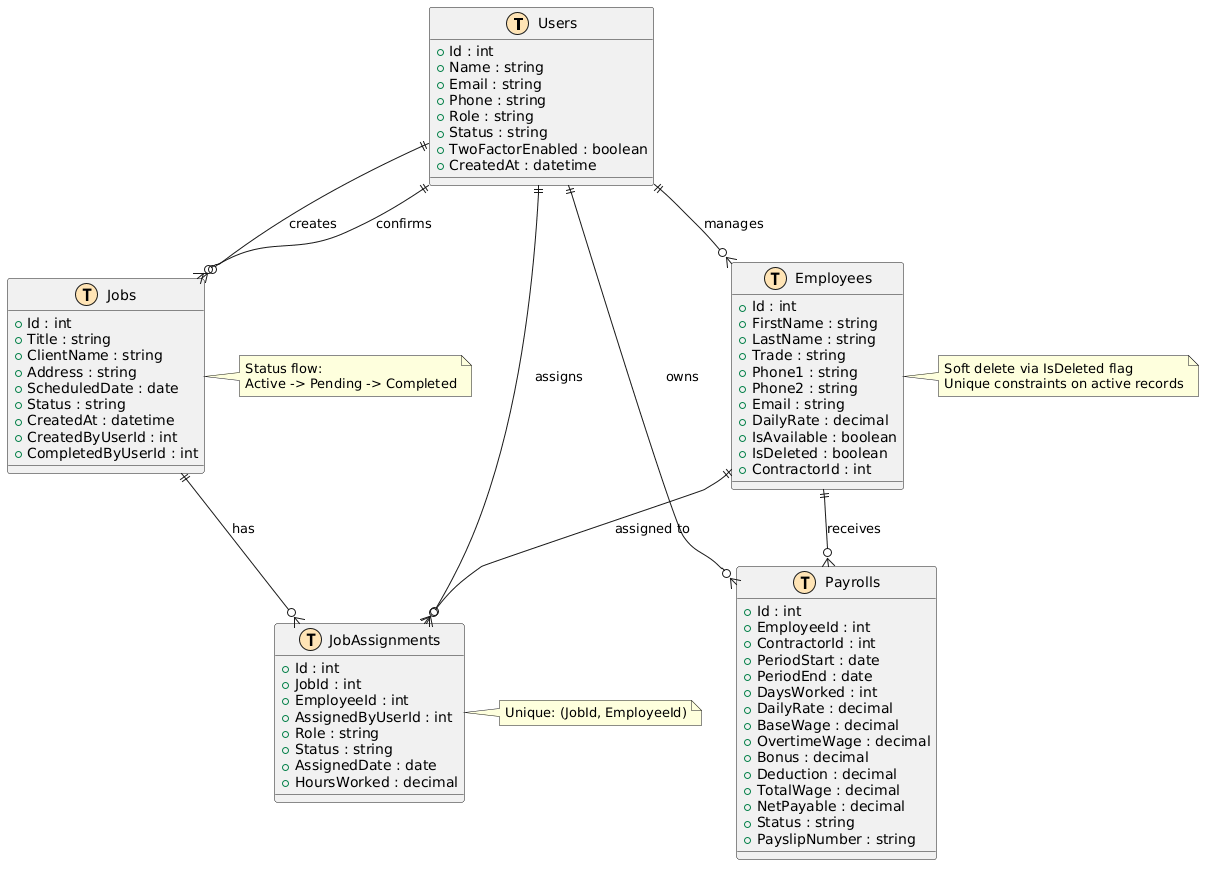 T Users
Id : int
Name : string
Email : string
Phone : string
Role : string
Status : string
TwoFactorEnabled : boolean
CreatedAt : datetime
creates
confirms
manages
T Jobs
Id : int
Title : string
ClientName : string
Address : string
ScheduledDate : date
Status : string
CreatedAt : datetime
CreatedByUserId : int
CompletedByUserId : int
Status flow:
Active -> Pending -> Completed
assigns
owns
T Employees
Id : int
FirstName : string
LastName : string
Trade : string
Phone1 : string
Phone2 : string
Email : string
DailyRate : decimal
IsAvailable : boolean
IsDeleted : boolean
ContractorId : int
Soft delete via IsDeleted flag
Unique constraints on active records
has
assigned to
receives
T JobAssignments
Id : int
JobId : int
EmployeeId : int
AssignedByUserId : int
Role : string
Status : string
AssignedDate : date
HoursWorked : decimal
Unique: (JobId, EmployeeId)
T Payrolls
Id : int
EmployeeId : int
ContractorId : int
PeriodStart : date
PeriodEnd : date
DaysWorked : int
DailyRate : decimal
BaseWage : decimal
OvertimeWage : decimal
Bonus : decimal
Deduction : decimal
TotalWage : decimal
NetPayable : decimal
Status : string
PayslipNumber : string